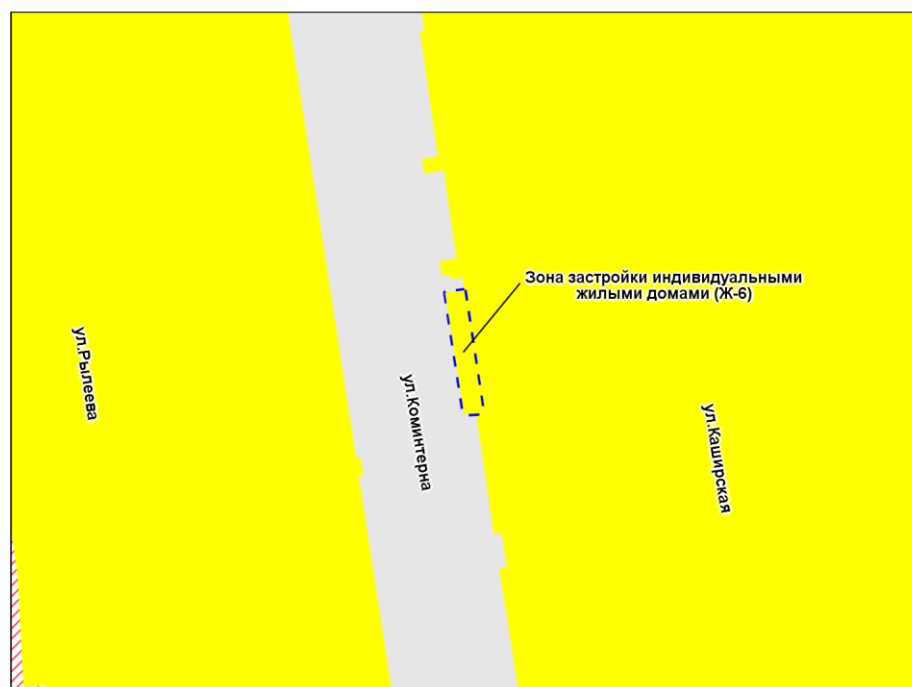 Зона застройки индивидуальными
жилыми домами (Ж-6)
ул.Рылеева
ул.Коминтерна
ул.Каширская